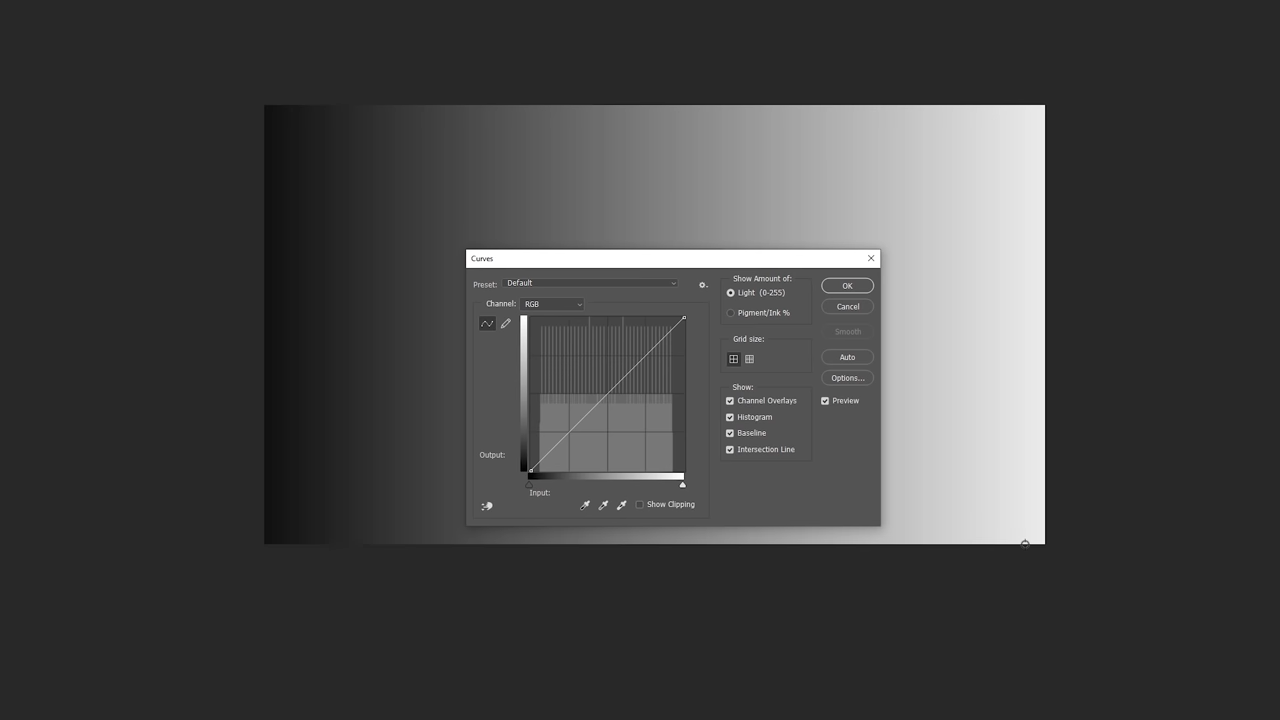 Curves
Preset: Default
Channel: RGB
Output:
Input:
Show Clipping
Show Amount of:
Light (0-255)
Pigment/Ink %
Grid size:
Show:
Channel Overlays
Histogram
Baseline
Intersection Line
OK
Cancel
Smooth
Auto
Options...
Preview